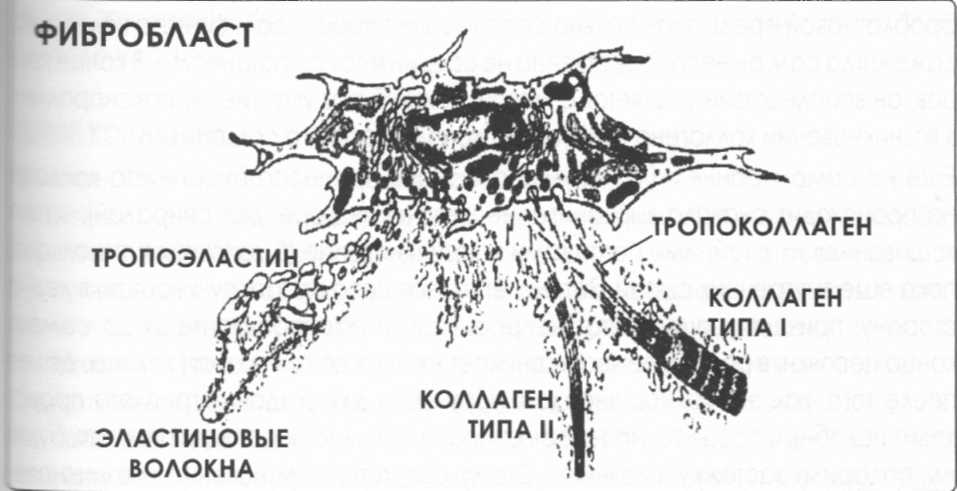 ФИБРОБЛАСТ
ТРОПОКОЛЛАГЕН
ТРОПОЭЛАСТИН
КОЛЛАГЕН
ТИПА I
КОЛЛАГЕН
ТИПА II
ЭЛАСТИНОВЫЕ
ВОЛОКНА